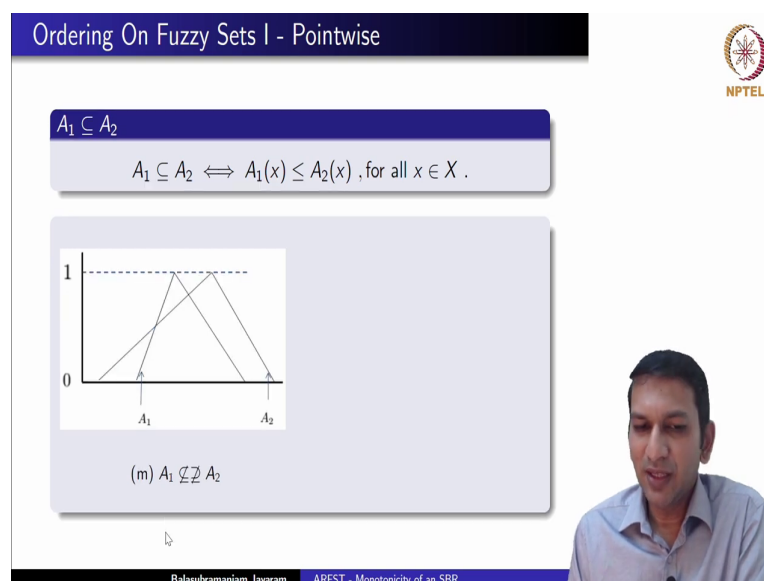 Ordering On Fuzzy Sets I - Pointwise
NPTEL
A₁ ⊆ A₂
A₁ ⊆ A₂ ⟺ A₁(x) ≤ A₂(x) , for all x ∈ X .
1
0
A₁ A₂
(m) A₁ ⊈⊉ A₂
Balasubramaniam Jayaram AREST - Monotonicity of an SBR